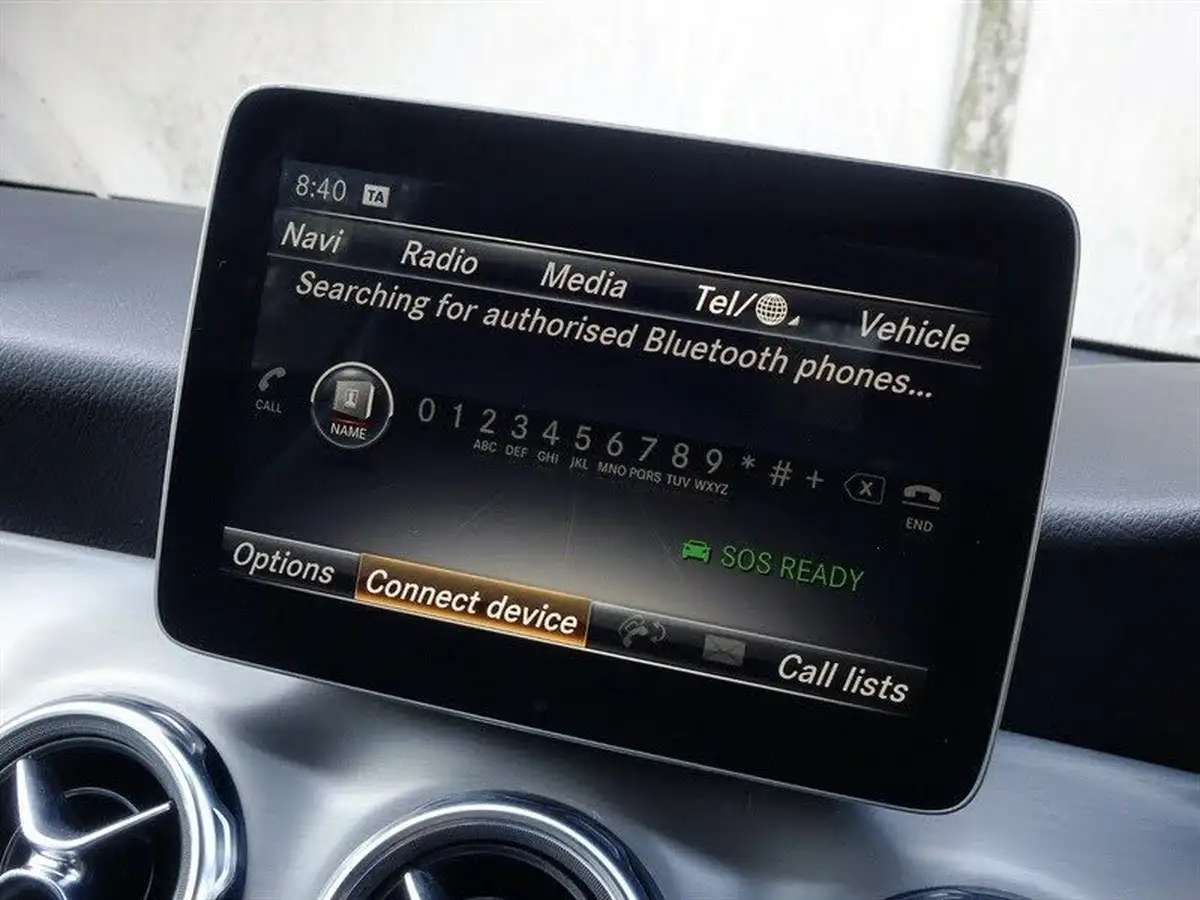 8:40 TA
Navi Radio Media Tel/ Vehicle
Searching for authorised Bluetooth phones...
CALL NAME 0 1 2 3 4 5 6 7 8 9 * # + X END
ABC DEF GHI JKL MNO PQRS TUV WXYZ
SOS READY
Options Connect device Call lists